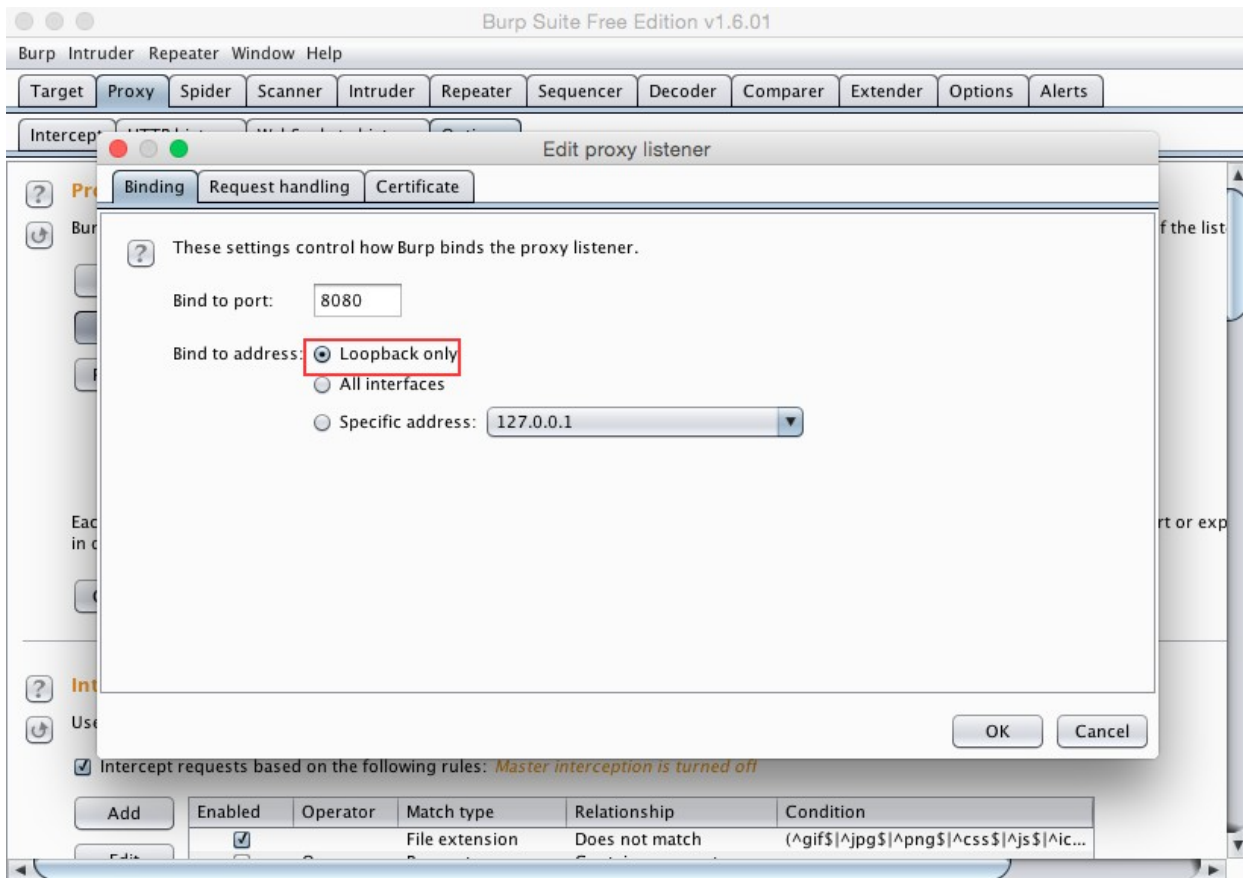 Burp Suite Free Edition v1.6.01
Burp Intruder Repeater Window Help
Target Proxy Spider Scanner Intruder Repeater Sequencer Decoder Comparer Extender Options Alerts
Intercept
Edit proxy listener
Binding Request handling Certificate
These settings control how Burp binds the proxy listener.
f the list
Bind to port: 8080
Bind to address: Loopback only
All interfaces
Specific address: 127.0.0.1
rt or exp
in
OK Cancel
Intercept requests based on the following rules: Master interception is turned off
Add Enabled Operator Match type Relationship Condition
File extension Does not match (^gif$|^jpg$|^png$|^css$|^js$|^ic...